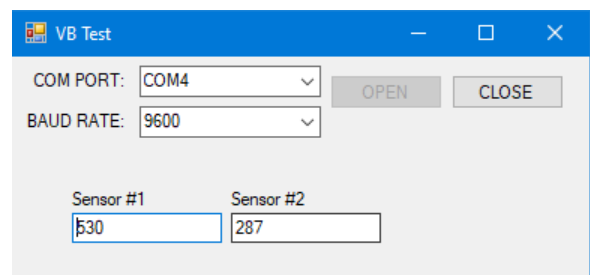 VB Test
COM PORT: COM4 OPEN CLOSE
BAUD RATE: 9600
Sensor #1 Sensor #2
530 287